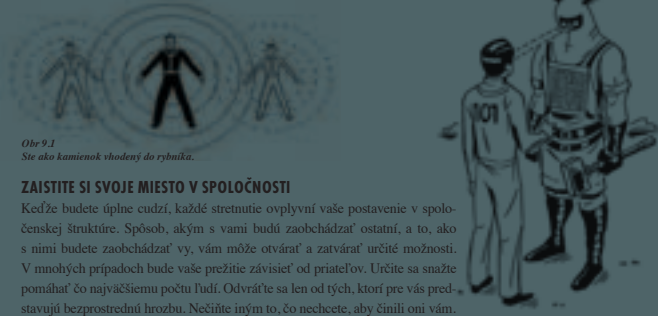 101
Obr 9.1
Ste ako kamienok vhodený do rybníka.
ZAISTITE SI SVOJE MIESTO V SPOLOČNOSTI
Keďže budete úplne cudzí, každé stretnutie ovplyvní vaše postavenie v spolo-
čenskej štruktúre. Spôsob, akým s vami budú zaobchádzať ostatní, a to, ako
s nimi budete zaobchádzať vy, vám môže otvárať a zatvárať určité možnosti.
V mnohých prípadoch bude vaše prežitie závisieť od priateľov. Určite sa snažte
pomáhať čo najväčšiemu počtu ľudí. Odvráťte sa len od tých, ktorí pre vás pred-
stavujú bezprostrednú hrozbu. Nečiňte iným to, čo nechcete, aby činili oni vám.